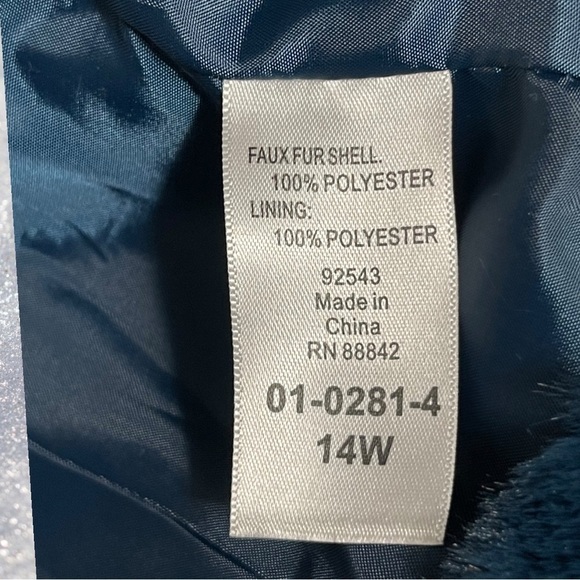 FAUX FUR SHELL.
100% POLYESTER
LINING:
100% POLYESTER
92543
Made in
China
RN 88842
01-0281-4
14W